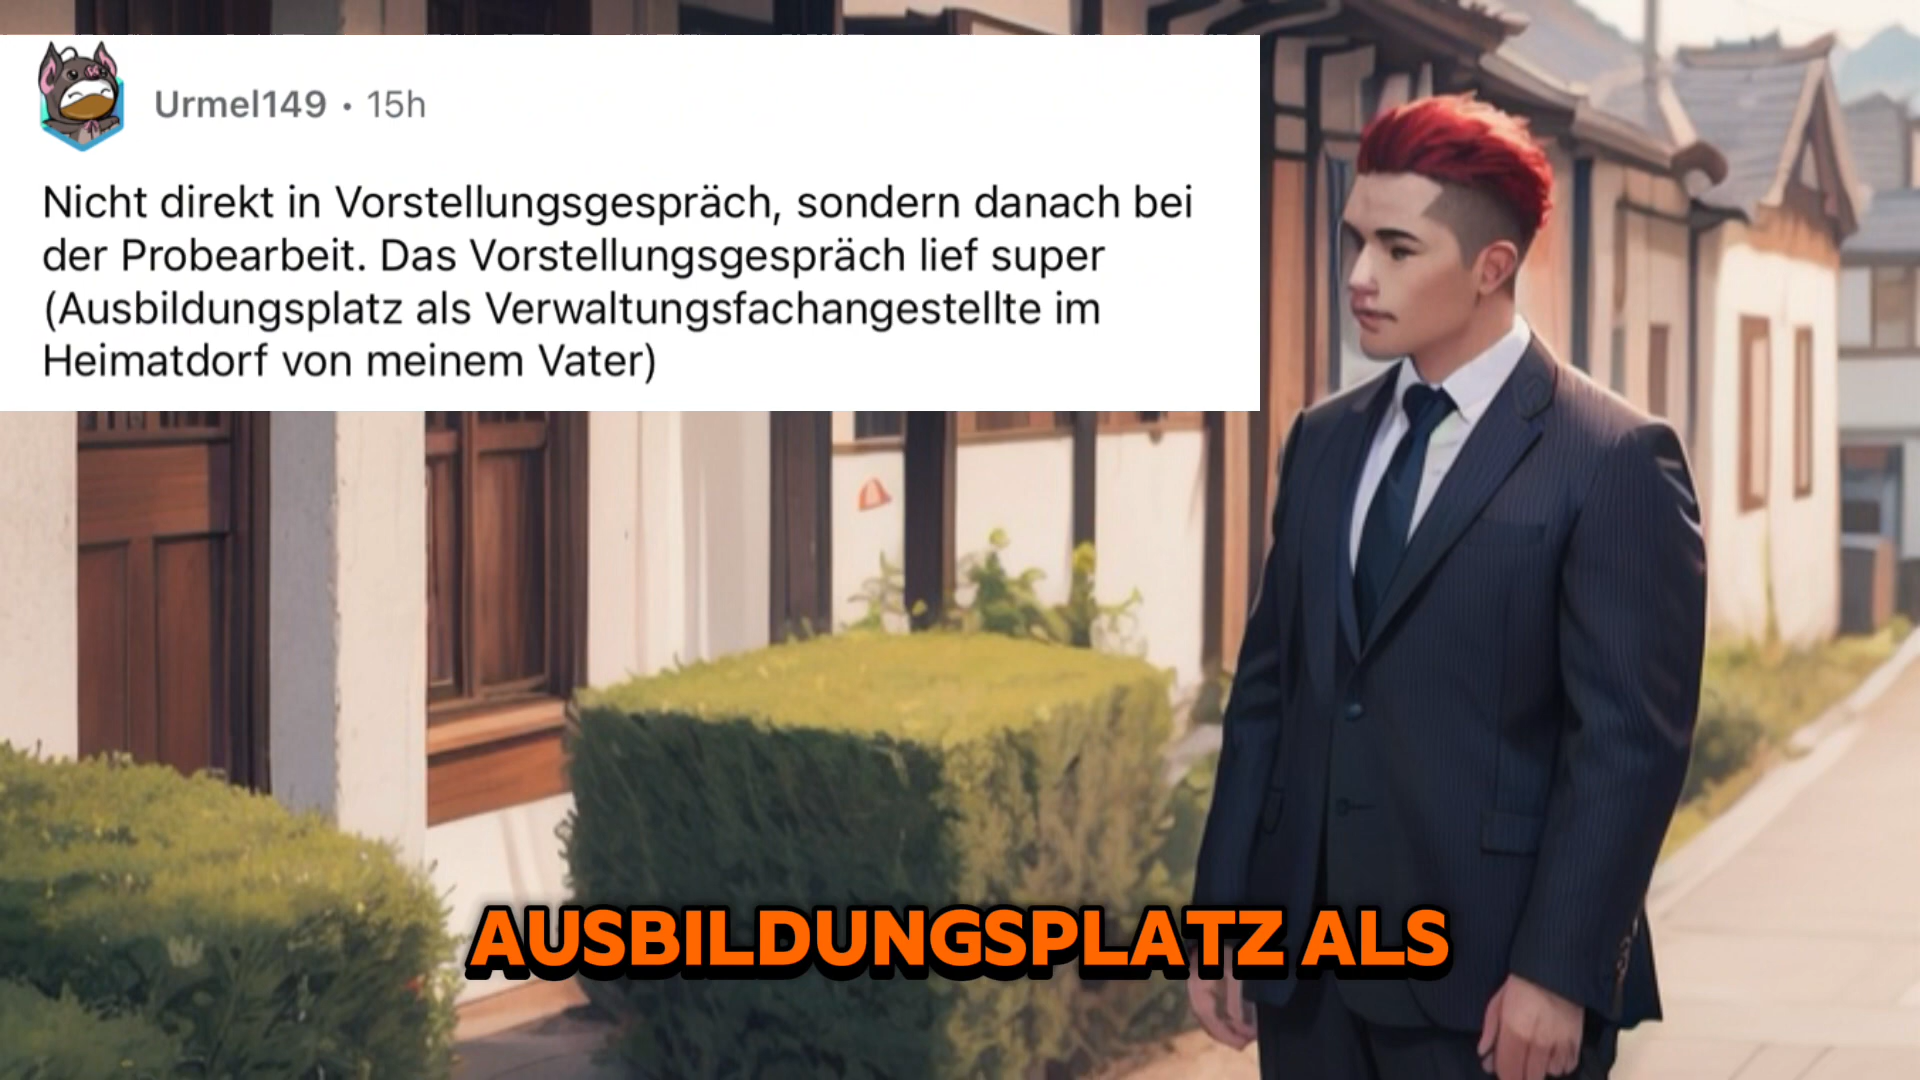 Urmel149 • 15h
Nicht direkt in Vorstellungsgespräch, sondern danach bei
der Probearbeit. Das Vorstellungsgespräch lief super
(Ausbildungsplatz als Verwaltungsfachangestellte im
Heimatdorf von meinem Vater)
AUSBILDUNGSPLATZ ALS